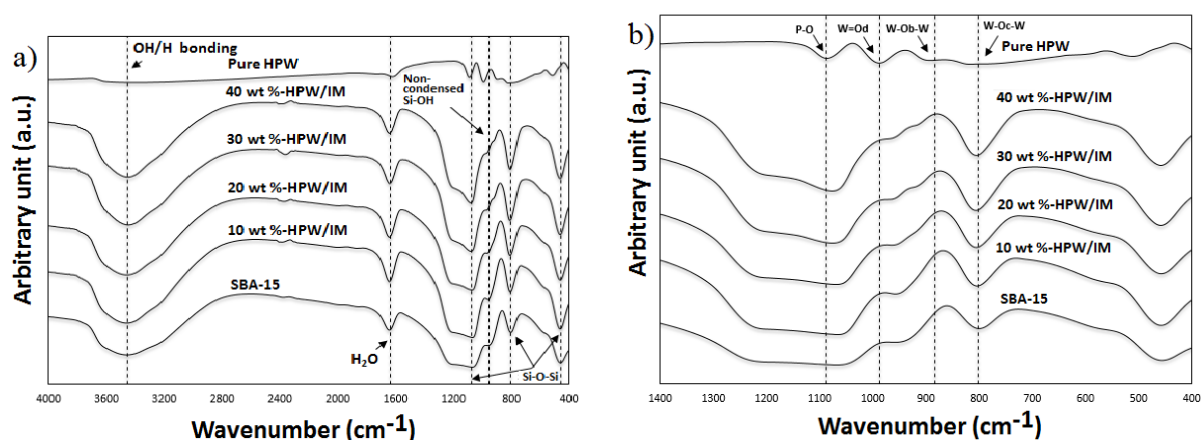 a)
OH/H bonding
Pure HPW
Non-
condensed
Si-OH
40 wt %-HPW/IM
30 wt %-HPW/IM
20 wt %-HPW/IM
10 wt %-HPW/IM
SBA-15
H₂O
Si-O-Si
Arbitrary unit (a.u.)
4000 3600 3200 2800 2400 2000 1600 1200 800 400
Wavenumber (cm⁻¹)
b)
P-O
W=Od
W-Ob-W
W-Oc-W
Pure HPW
40 wt %-HPW/IM
30 wt %-HPW/IM
20 wt %-HPW/IM
10 wt %-HPW/IM
SBA-15
Arbitrary unit (a.u.)
1400 1300 1200 1100 1000 900 800 700 600 500 400
Wavenumber (cm⁻¹)